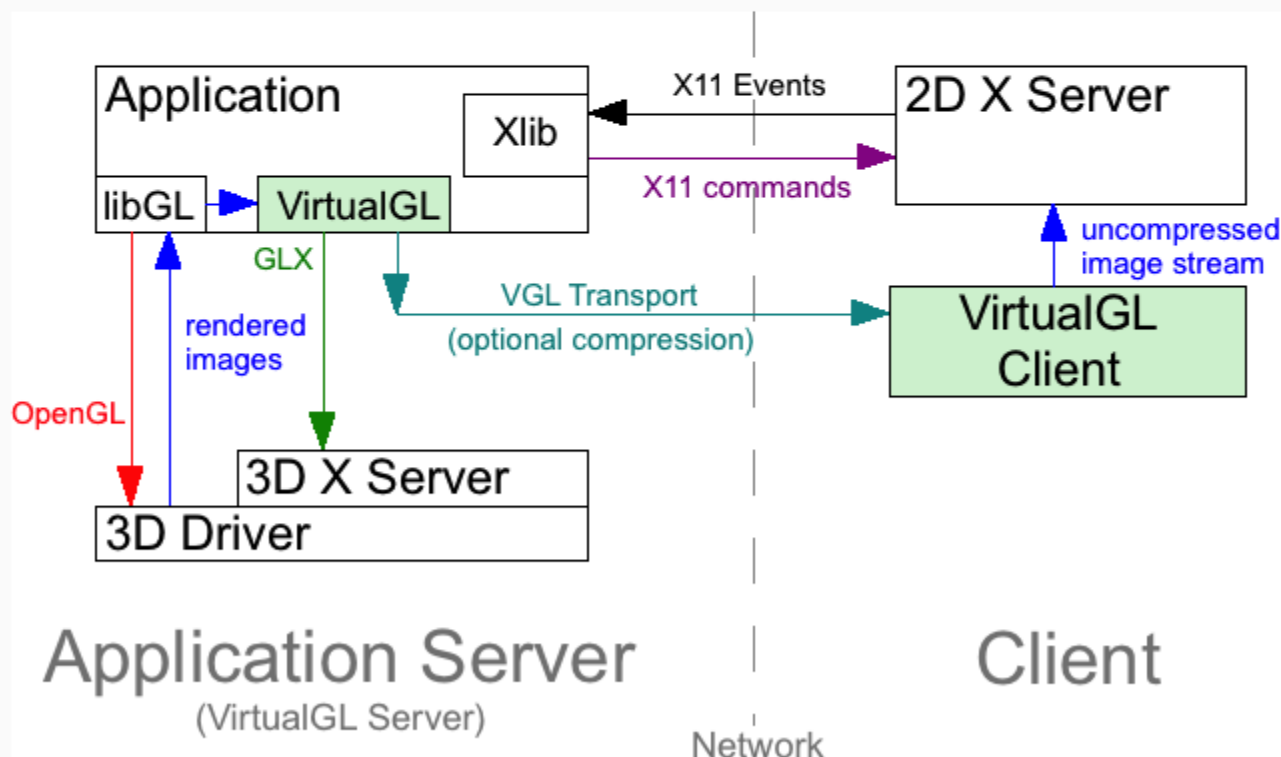 Application
Xlib
libGL
VirtualGL
X11 Events
X11 commands
2D X Server
GLX
VGL Transport
(optional compression)
uncompressed
image stream
VirtualGL
Client
rendered
images
OpenGL
3D X Server
3D Driver
Application Server
(VirtualGL Server)
Client
Network